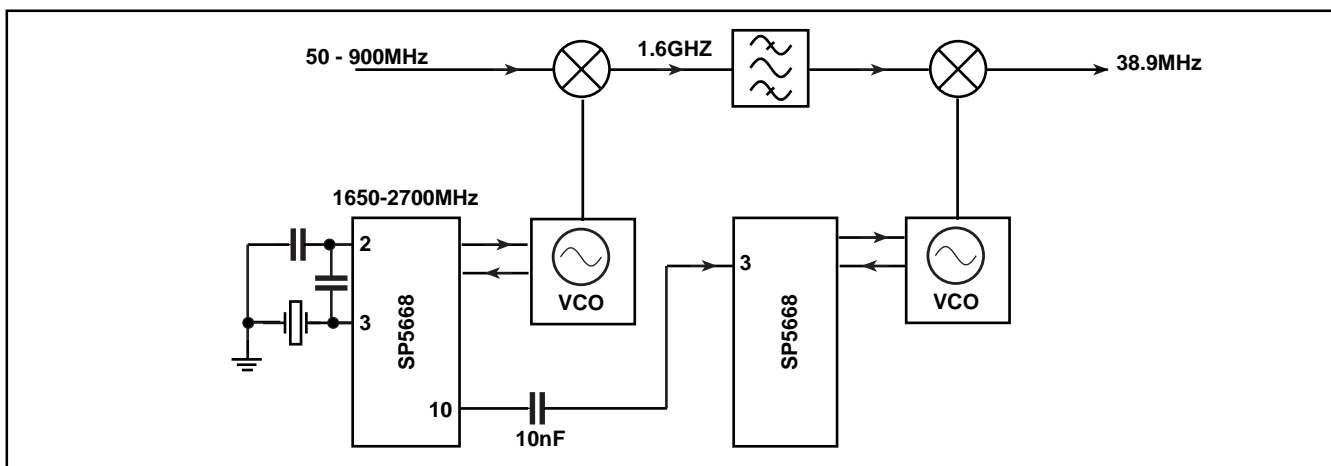 50 - 900MHz
1.6GHZ
38.9MHz
1650-2700MHz
2
3
SP5668
10
VCO
10nF
3
SP5668
VCO